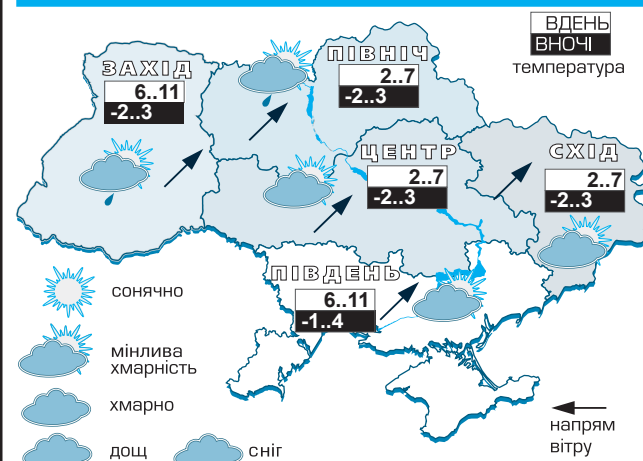 ВДЕНЬ
ВНОЧІ
температура
ЗАХІД
6..11
-2..3
ПІВНІЧ
2..7
-2..3
ЦЕНТР
2..7
-2..3
СХІД
2..7
-2..3
ПІВДЕНЬ
6..11
-1..4
сонячно
мінлива
хмарність
хмарно
дощ
сніг
напрям
вітру